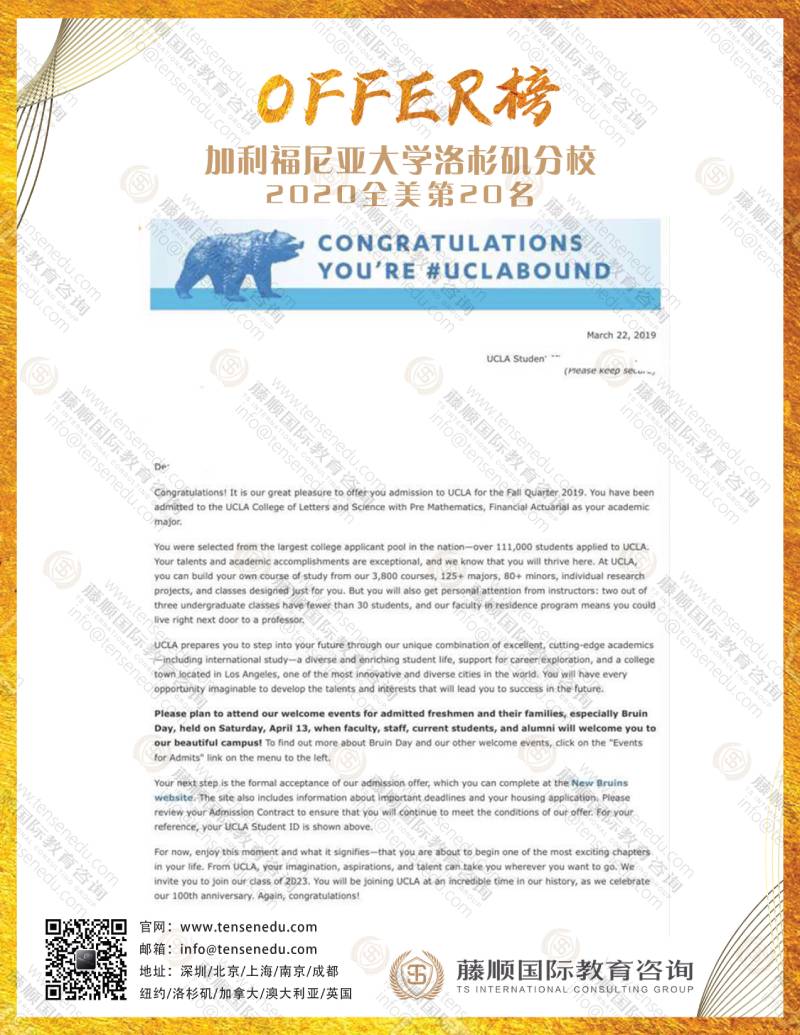 OFFER榜
加利福尼亚大学洛杉矶分校
2020全美第20名
CONGRATULATIONS
YOU'RE #UCLABOUND
March 22, 2019
UCLA Student
(Please keep secure)
Congratulations! It is our great pleasure to offer you admission to UCLA for the Fall Quarter 2019. You have been
admitted to the UCLA College of Letters and Science with Pre Mathematics, Financial Actuarial as your academic
major.
You were selected from the largest college applicant pool in the nation—over 111,000 students applied to UCLA.
Your talents and academic accomplishments are exceptional, and we know that you will thrive here. At UCLA,
you can build your own course of study from our 3,800 courses, 125+ majors, 80+ minors, individual research
projects, and classes designed just for you. But you will also get personal attention from instructors: two out of
three undergraduate classes have fewer than 30 students, and our faculty in residence program means you could
live right next door to a professor.
UCLA prepares you to step into your future through our unique combination of excellent, cutting-edge academics
—including international study—a diverse and enriching student life, support for career exploration, and a college
town located in Los Angeles, one of the most innovative and diverse cities in the world. You will have every
opportunity imaginable to develop the talents and interests that will lead you to success in the future.
Please plan to attend our welcome events for admitted freshmen and their families, especially Bruin
Day, held on Saturday, April 13, when faculty, staff, current students, and alumni will welcome you to
our beautiful campus! To find out more about Bruin Day and our other welcome events, click on the "Events
for Admits" link on the menu to the left.
Your next step is the formal acceptance of our admission offer, which you can complete at the New Bruins
website. The site also includes information about important deadlines and your housing application. Please
review your Admission Contract to ensure that you will continue to meet the conditions of our offer. For your
reference, your UCLA Student ID is shown above.
For now, enjoy this moment and what it signifies—that you are about to begin one of the most exciting chapters
in your life. From UCLA, your imagination, aspirations, and talent can take you wherever you want to go. We
invite you to join our class of 2023. You will be joining UCLA at an incredible time in our history, as we celebrate
our 100th anniversary. Again, congratulations!
官网：www.tensenedu.com
邮箱：info@tensenedu.com
地址：深圳/北京/上海/南京/成都
纽约/洛杉矶/加拿大/澳大利亚/英国
藤顺国际教育咨询
TS INTERNATIONAL CONSULTING GROUP